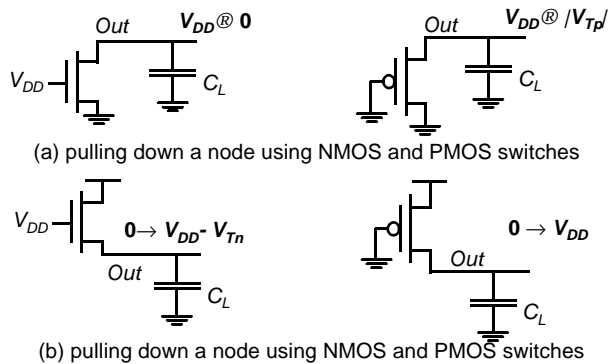 Out V_DD ® 0
V_DD
C_L
V_DD ® |V_Tp|
Out
C_L
(a) pulling down a node using NMOS and PMOS switches
V_DD
0 → V_DD - V_Tn
Out
C_L
0 → V_DD
Out
C_L
(b) pulling down a node using NMOS and PMOS switches